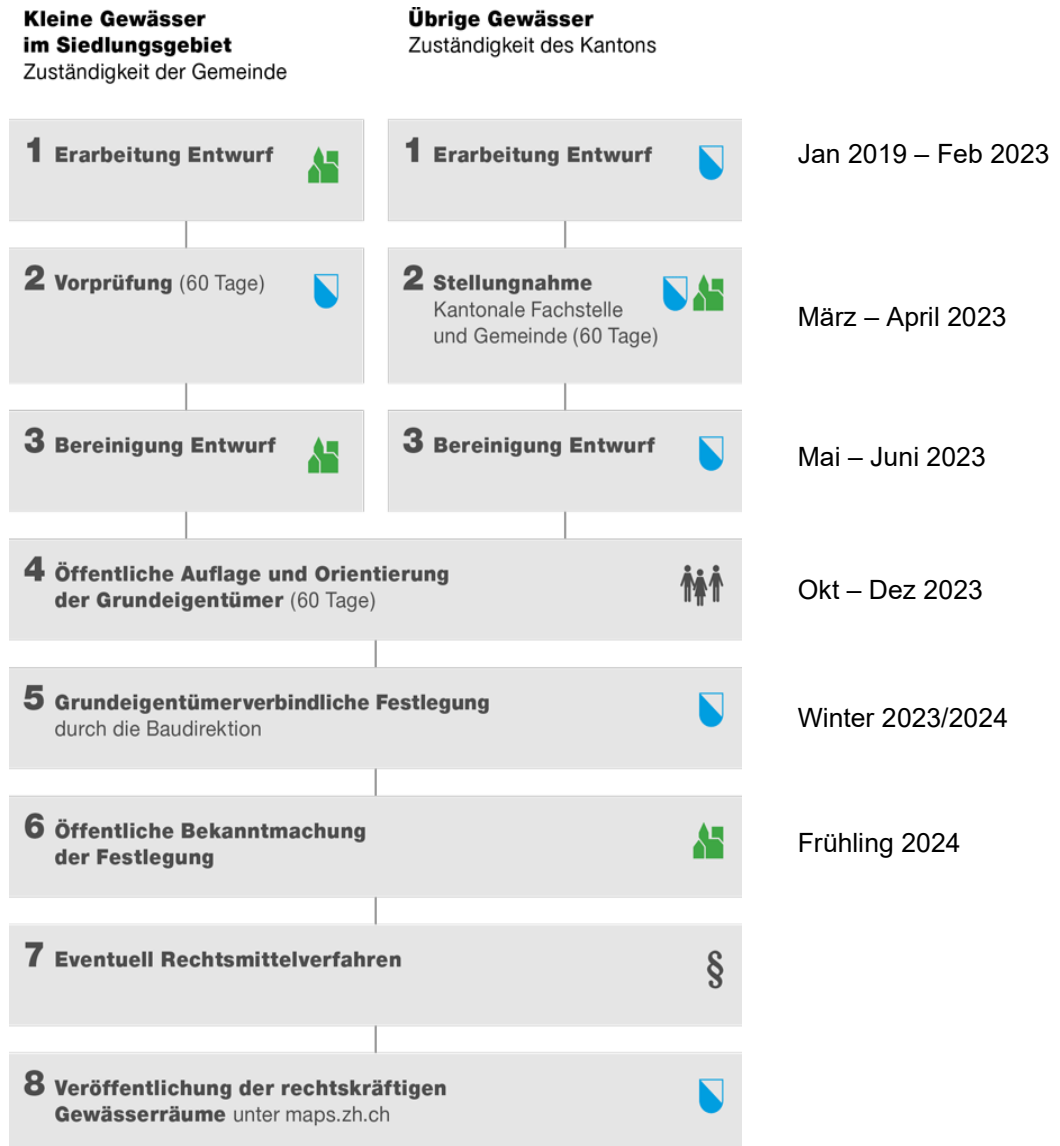 Kleine Gewässer
im Siedlungsgebiet
Zuständigkeit der Gemeinde
Übrige Gewässer
Zuständigkeit des Kantons
1 Erarbeitung Entwurf
1 Erarbeitung Entwurf
Jan 2019 – Feb 2023
2 Vorprüfung (60 Tage)
2 Stellungnahme
Kantonale Fachstelle
und Gemeinde (60 Tage)
März – April 2023
3 Bereinigung Entwurf
3 Bereinigung Entwurf
Mai – Juni 2023
4 Öffentliche Auflage und Orientierung
der Grundeigentümer (60 Tage)
Okt – Dez 2023
5 Grundeigentümerverbindliche Festlegung
durch die Baudirektion
Winter 2023/2024
6 Öffentliche Bekanntmachung
der Festlegung
Frühling 2024
7 Eventuell Rechtsmittelverfahren
§
8 Veröffentlichung der rechtskräftigen
Gewässerräume unter maps.zh.ch